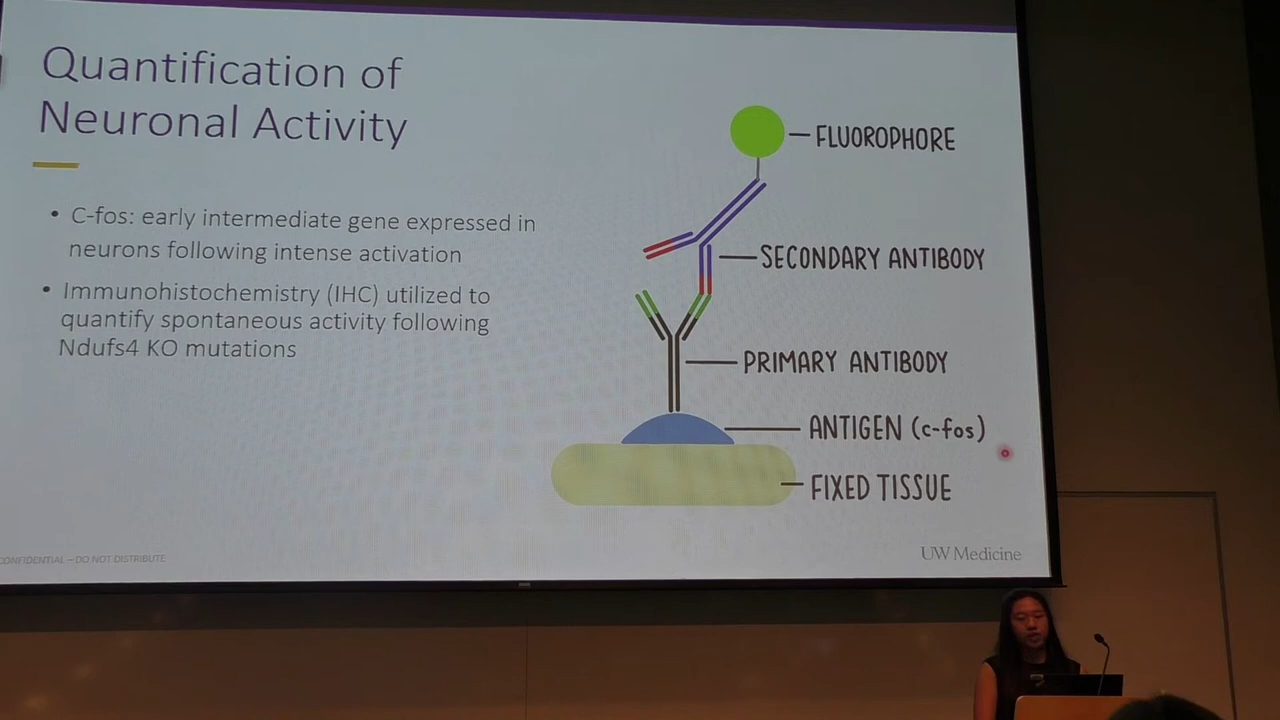 Quantification of
Neuronal Activity
• C-fos: early intermediate gene expressed in
neurons following intense activation
• Immunohistochemistry (IHC) utilized to
quantify spontaneous activity following
Ndufs4 KO mutations
FLUOROPHORE
SECONDARY ANTIBODY
PRIMARY ANTIBODY
ANTIGEN (c-fos)
FIXED TISSUE
CONFIDENTIAL – DO NOT DISTRIBUTE
UW Medicine